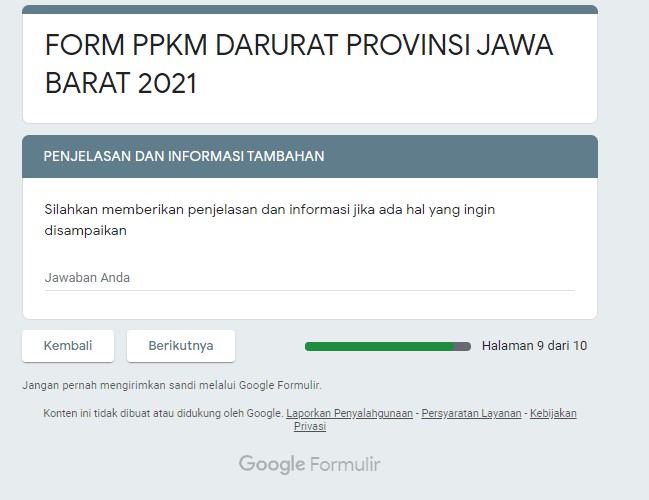 FORM PPKM DARURAT PROVINSI JAWA
BARAT 2021
PENJELASAN DAN INFORMASI TAMBAHAN
Silahkan memberikan penjelasan dan informasi jika ada hal yang ingin
disampaikan
Jawaban Anda
Kembali
Berikutnya
Halaman 9 dari 10
Jangan pernah mengirimkan sandi melalui Google Formulir.
Konten ini tidak dibuat atau didukung oleh Google. Laporkan Penyalahgunaan - Persyaratan Layanan - Kebijakan
Privasi
Google Formulir